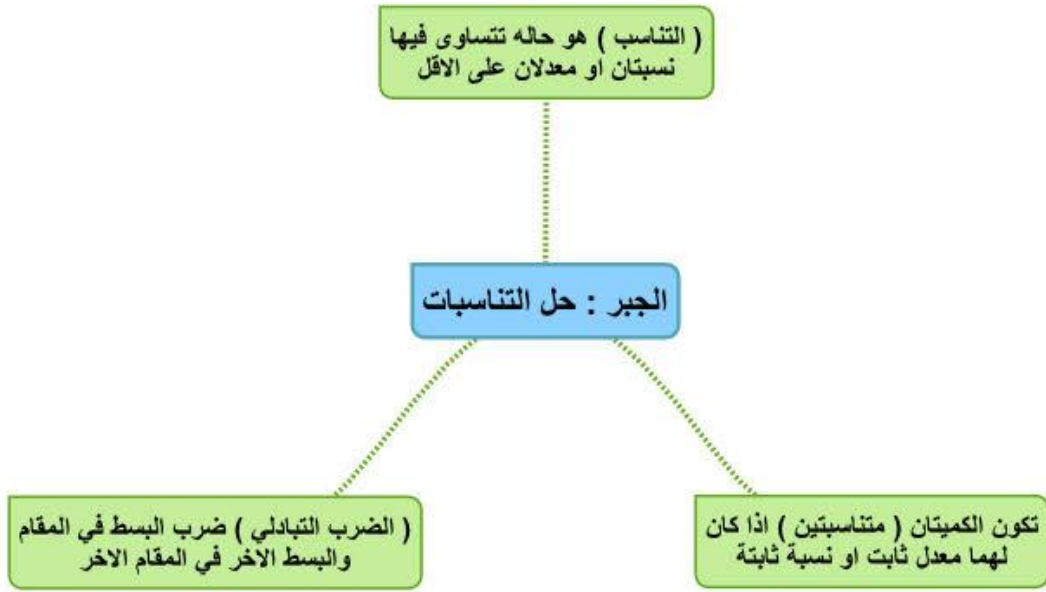 ( التناسب ) هو حاله تتساوى فيها
نسبتان او معدلان على الاقل
الجبر : حل التناسبات
تكون الكميتان ( متناسبتين ) اذا كان
لهما معدل ثابت او نسبة ثابتة
( الضرب التبادلي ) ضرب البسط في المقام
والبسط الاخر في المقام الاخر